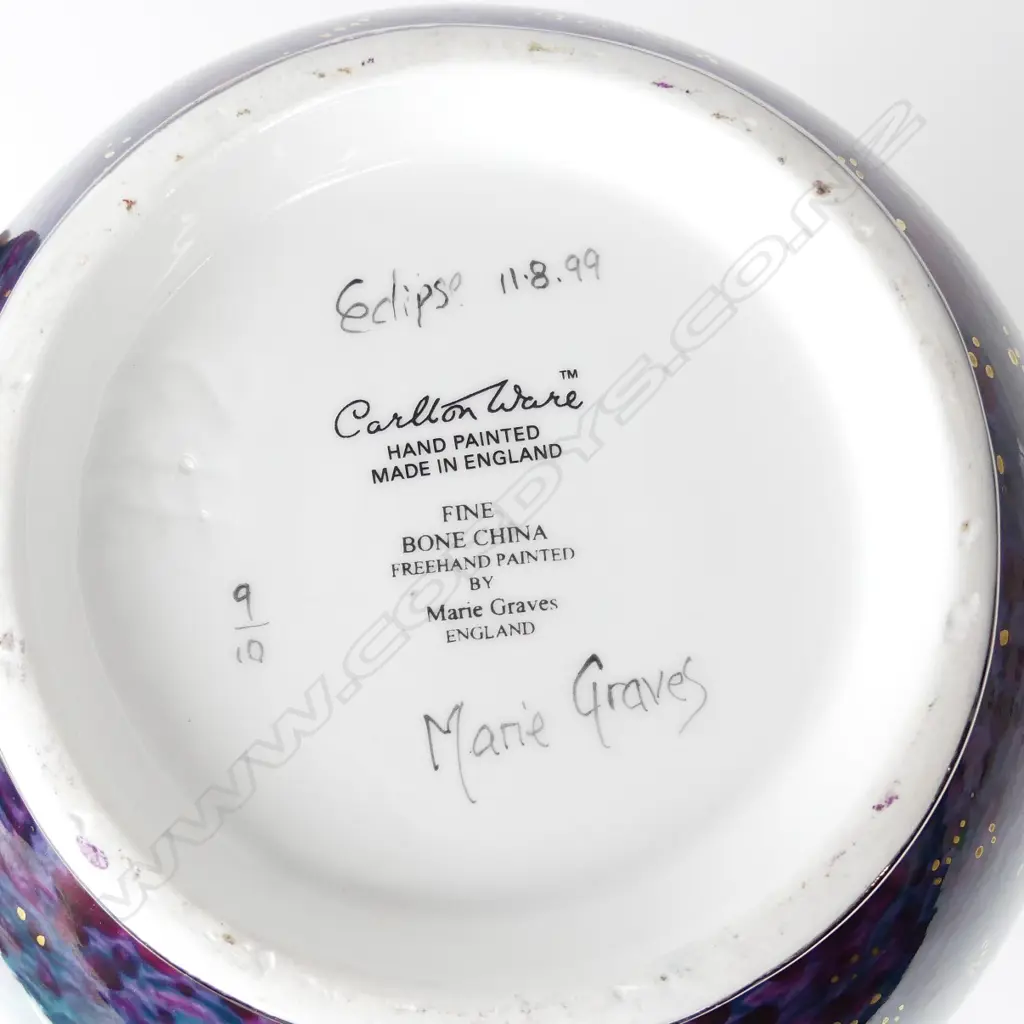 Eclipse 11.8.99
Carlton Ware™
HAND PAINTED
MADE IN ENGLAND
FINE
BONE CHINA
FREEHAND PAINTED
BY
Marie Graves
ENGLAND
9
10
Marie Graves
WWW.CORDYS.CO.NZ